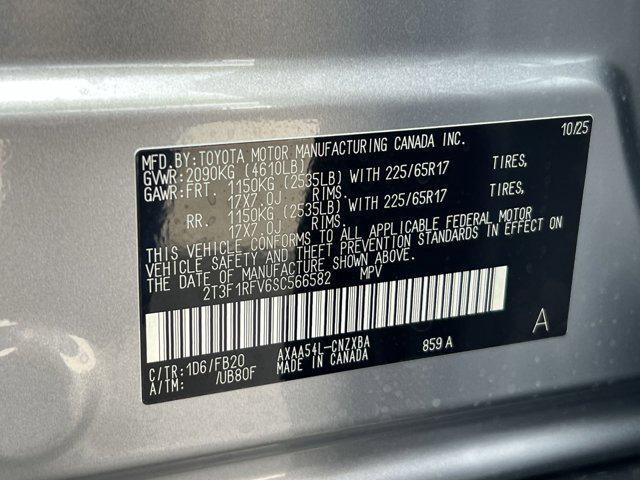 10/25
MFD.BY:TOYOTA MOTOR MANUFACTURING CANADA INC.
GVWR:2090KG (4610LB)
GAWR:FRT. 1150KG (2535LB) WITH 225/65R17 TIRES,
17X7.0J RIMS.
RR. 1150KG (2535LB) WITH 225/65R17 TIRES,
17X7.0J RIMS.
THIS VEHICLE CONFORMS TO ALL APPLICABLE FEDERAL MOTOR
VEHICLE SAFETY AND THEFT PREVENTION STANDARDS IN EFFECT ON
THE DATE OF MANUFACTURE SHOWN ABOVE.
2T3F1RFV6SC566582 MPV
A
C/TR:1D6/FB20 AXAA54L-CNZXBA 859A
A/TM: /UB80F MADE IN CANADA